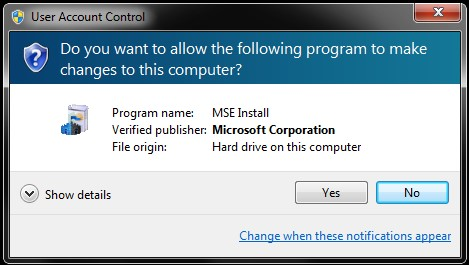 User Account Control
Do you want to allow the following program to make
changes to this computer?
Program name: MSE Install
Verified publisher: Microsoft Corporation
File origin: Hard drive on this computer
Show details
Yes
No
Change when these notifications appear